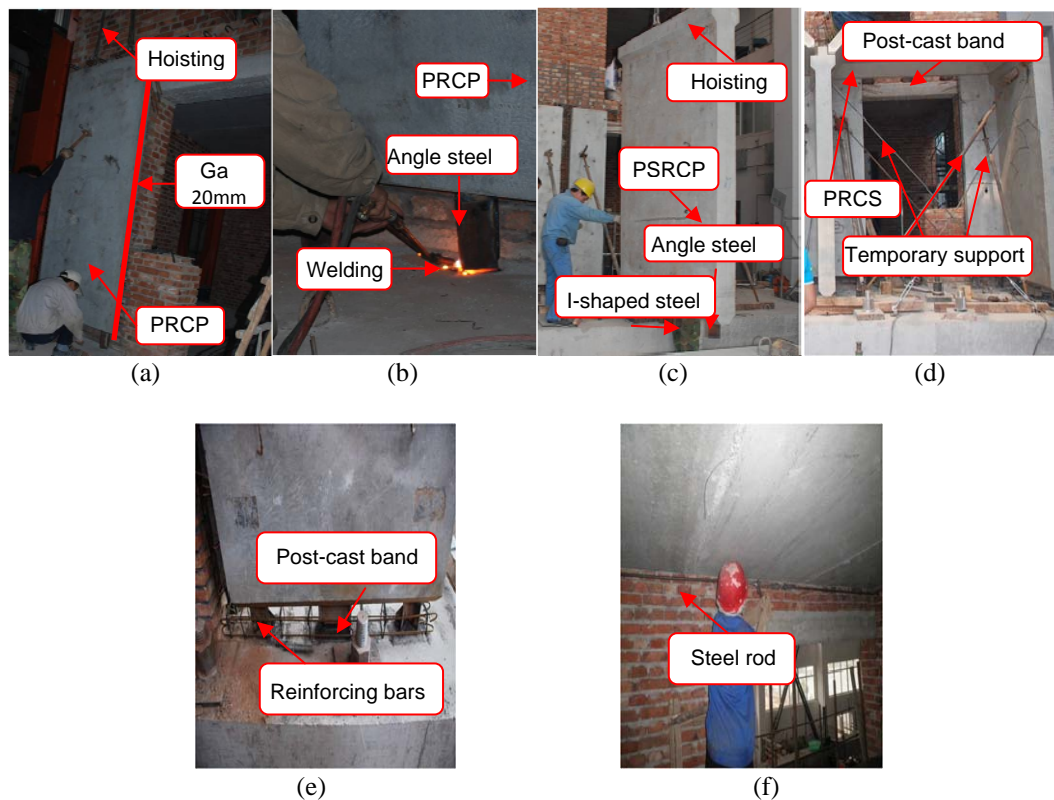 Hoisting
Ga
20mm
PRCP
(a)
PRCP
Angle steel
Welding
(b)
Hoisting
PSRCP
Angle steel
I-shaped steel
(c)
Post-cast band
PRCS
Temporary support
(d)
Post-cast band
Reinforcing bars
(e)
Steel rod
(f)